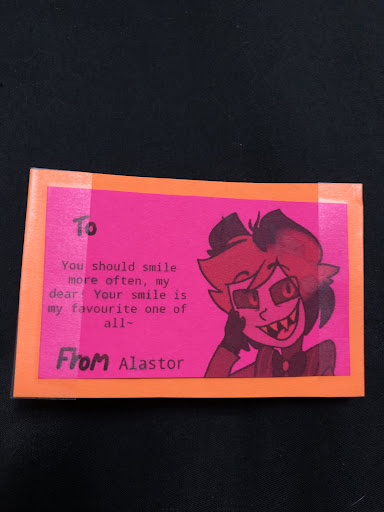 To
You should smile
more often, my
dear! Your smile is
my favourite one of
all~
From Alastor